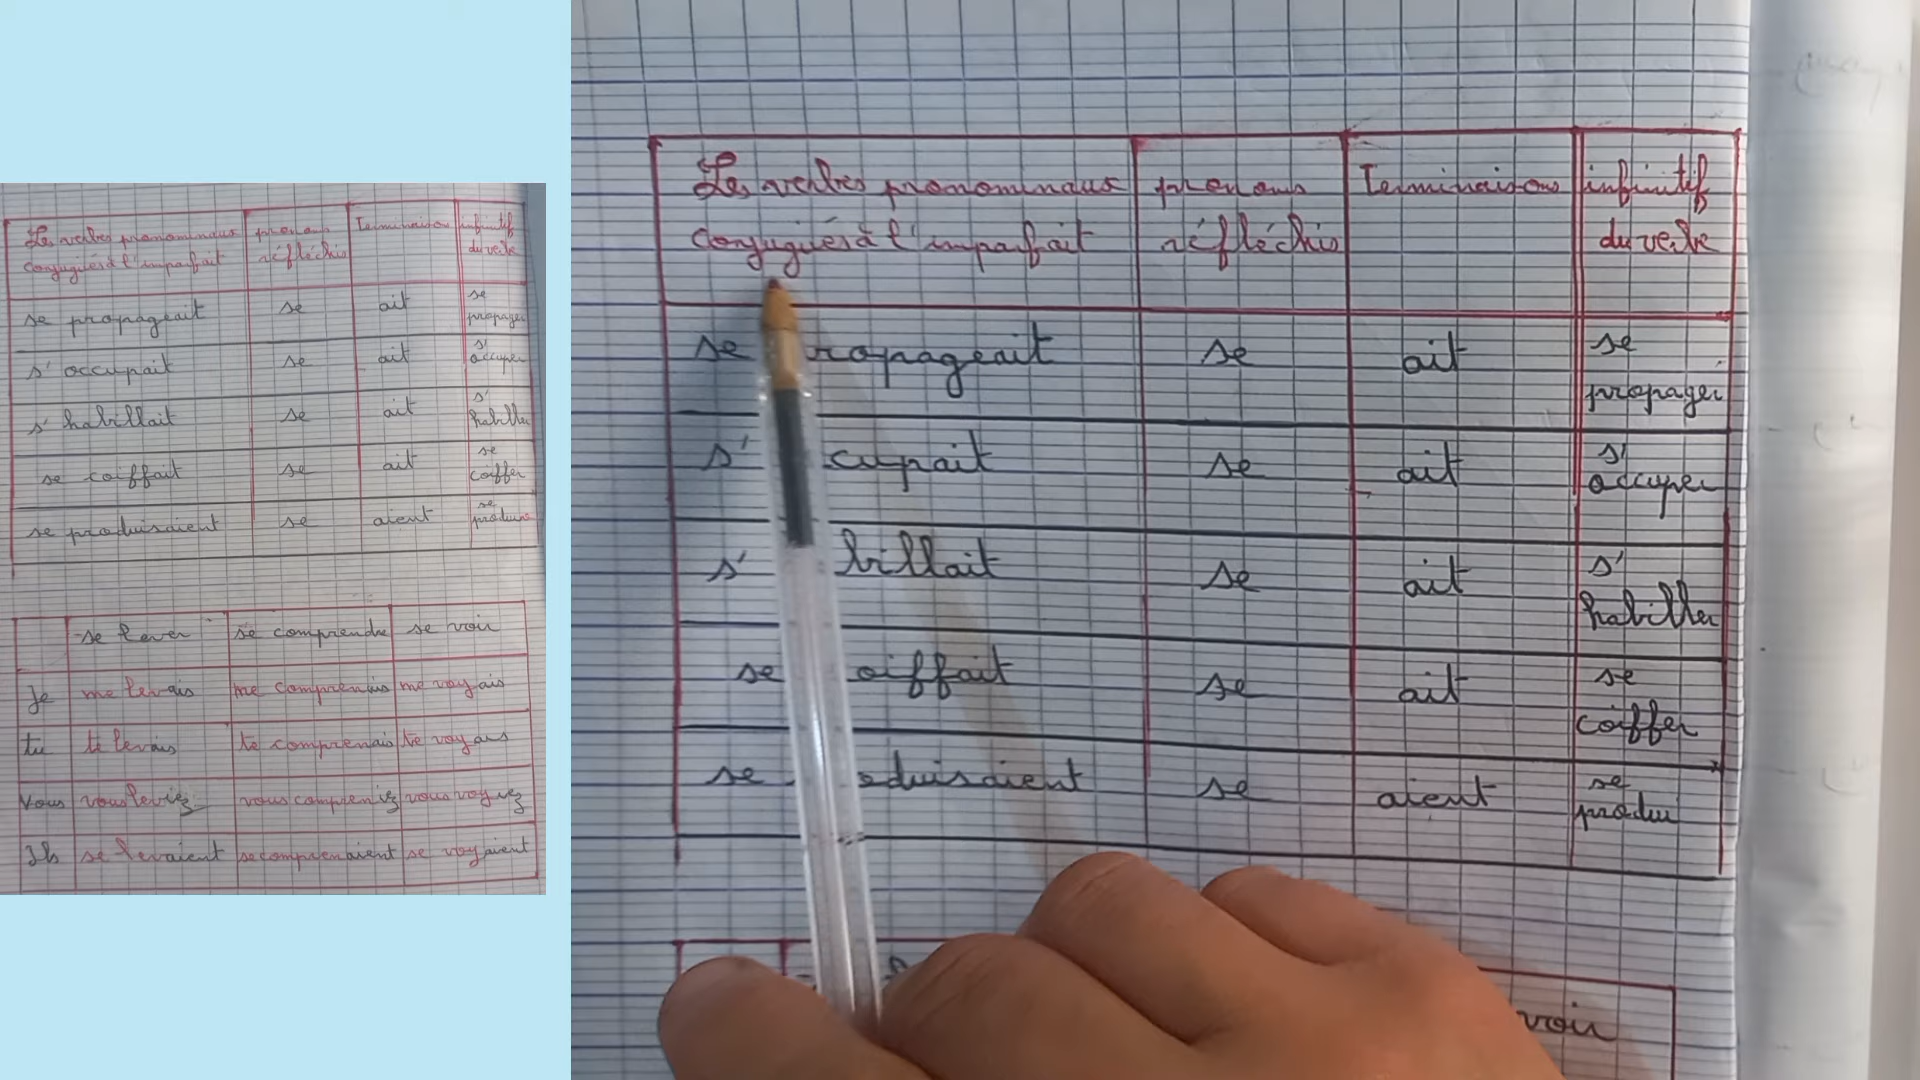 Les verbes pronominaux pronoms Terminaisons infinitif
conjugués à l'imparfait réfléchis du verbe
se propageait se ait se
propager
s' occupait se ait s'
occuper
s' habillait se ait s'
habiller
se coiffait se ait se
coiffer
se produisaient se aient se
se lever se comprendre se voir
Je me levais me comprenais me voyais
tu te levais te comprenais te voyais
Vous vous leviez vous compreniez
Ils se levaient se comprenaient se voyaient
Les verbes pronominaux pronoms Terminaisons infinitif
conjugués à l'imparfait réfléchis du verbe
se ropageait se ait se
propager
s' cupait se ait s'
occuper
s' billait se ait s'
habiller
se oiffait se ait se
coiffer
se oduisaient se aient se
produi
voir